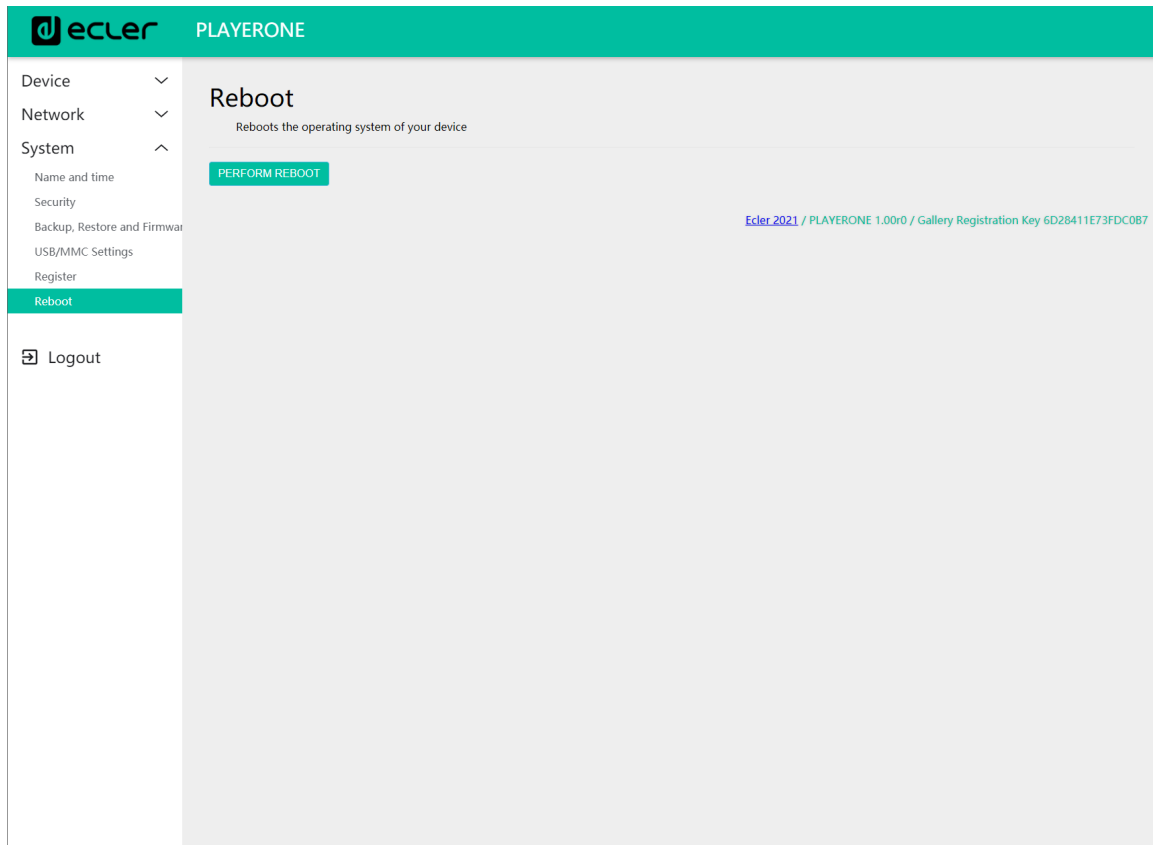 ecler
PLAYERONE
Device
Network
System
Name and time
Security
Backup, Restore and Firmwar
USB/MMC Settings
Register
Reboot
Logout
Reboot
Reboots the operating system of your device
PERFORM REBOOT
Ecler 2021 / PLAYERONE 1.00r0 / Gallery Registration Key 6D28411E73FDC0B7